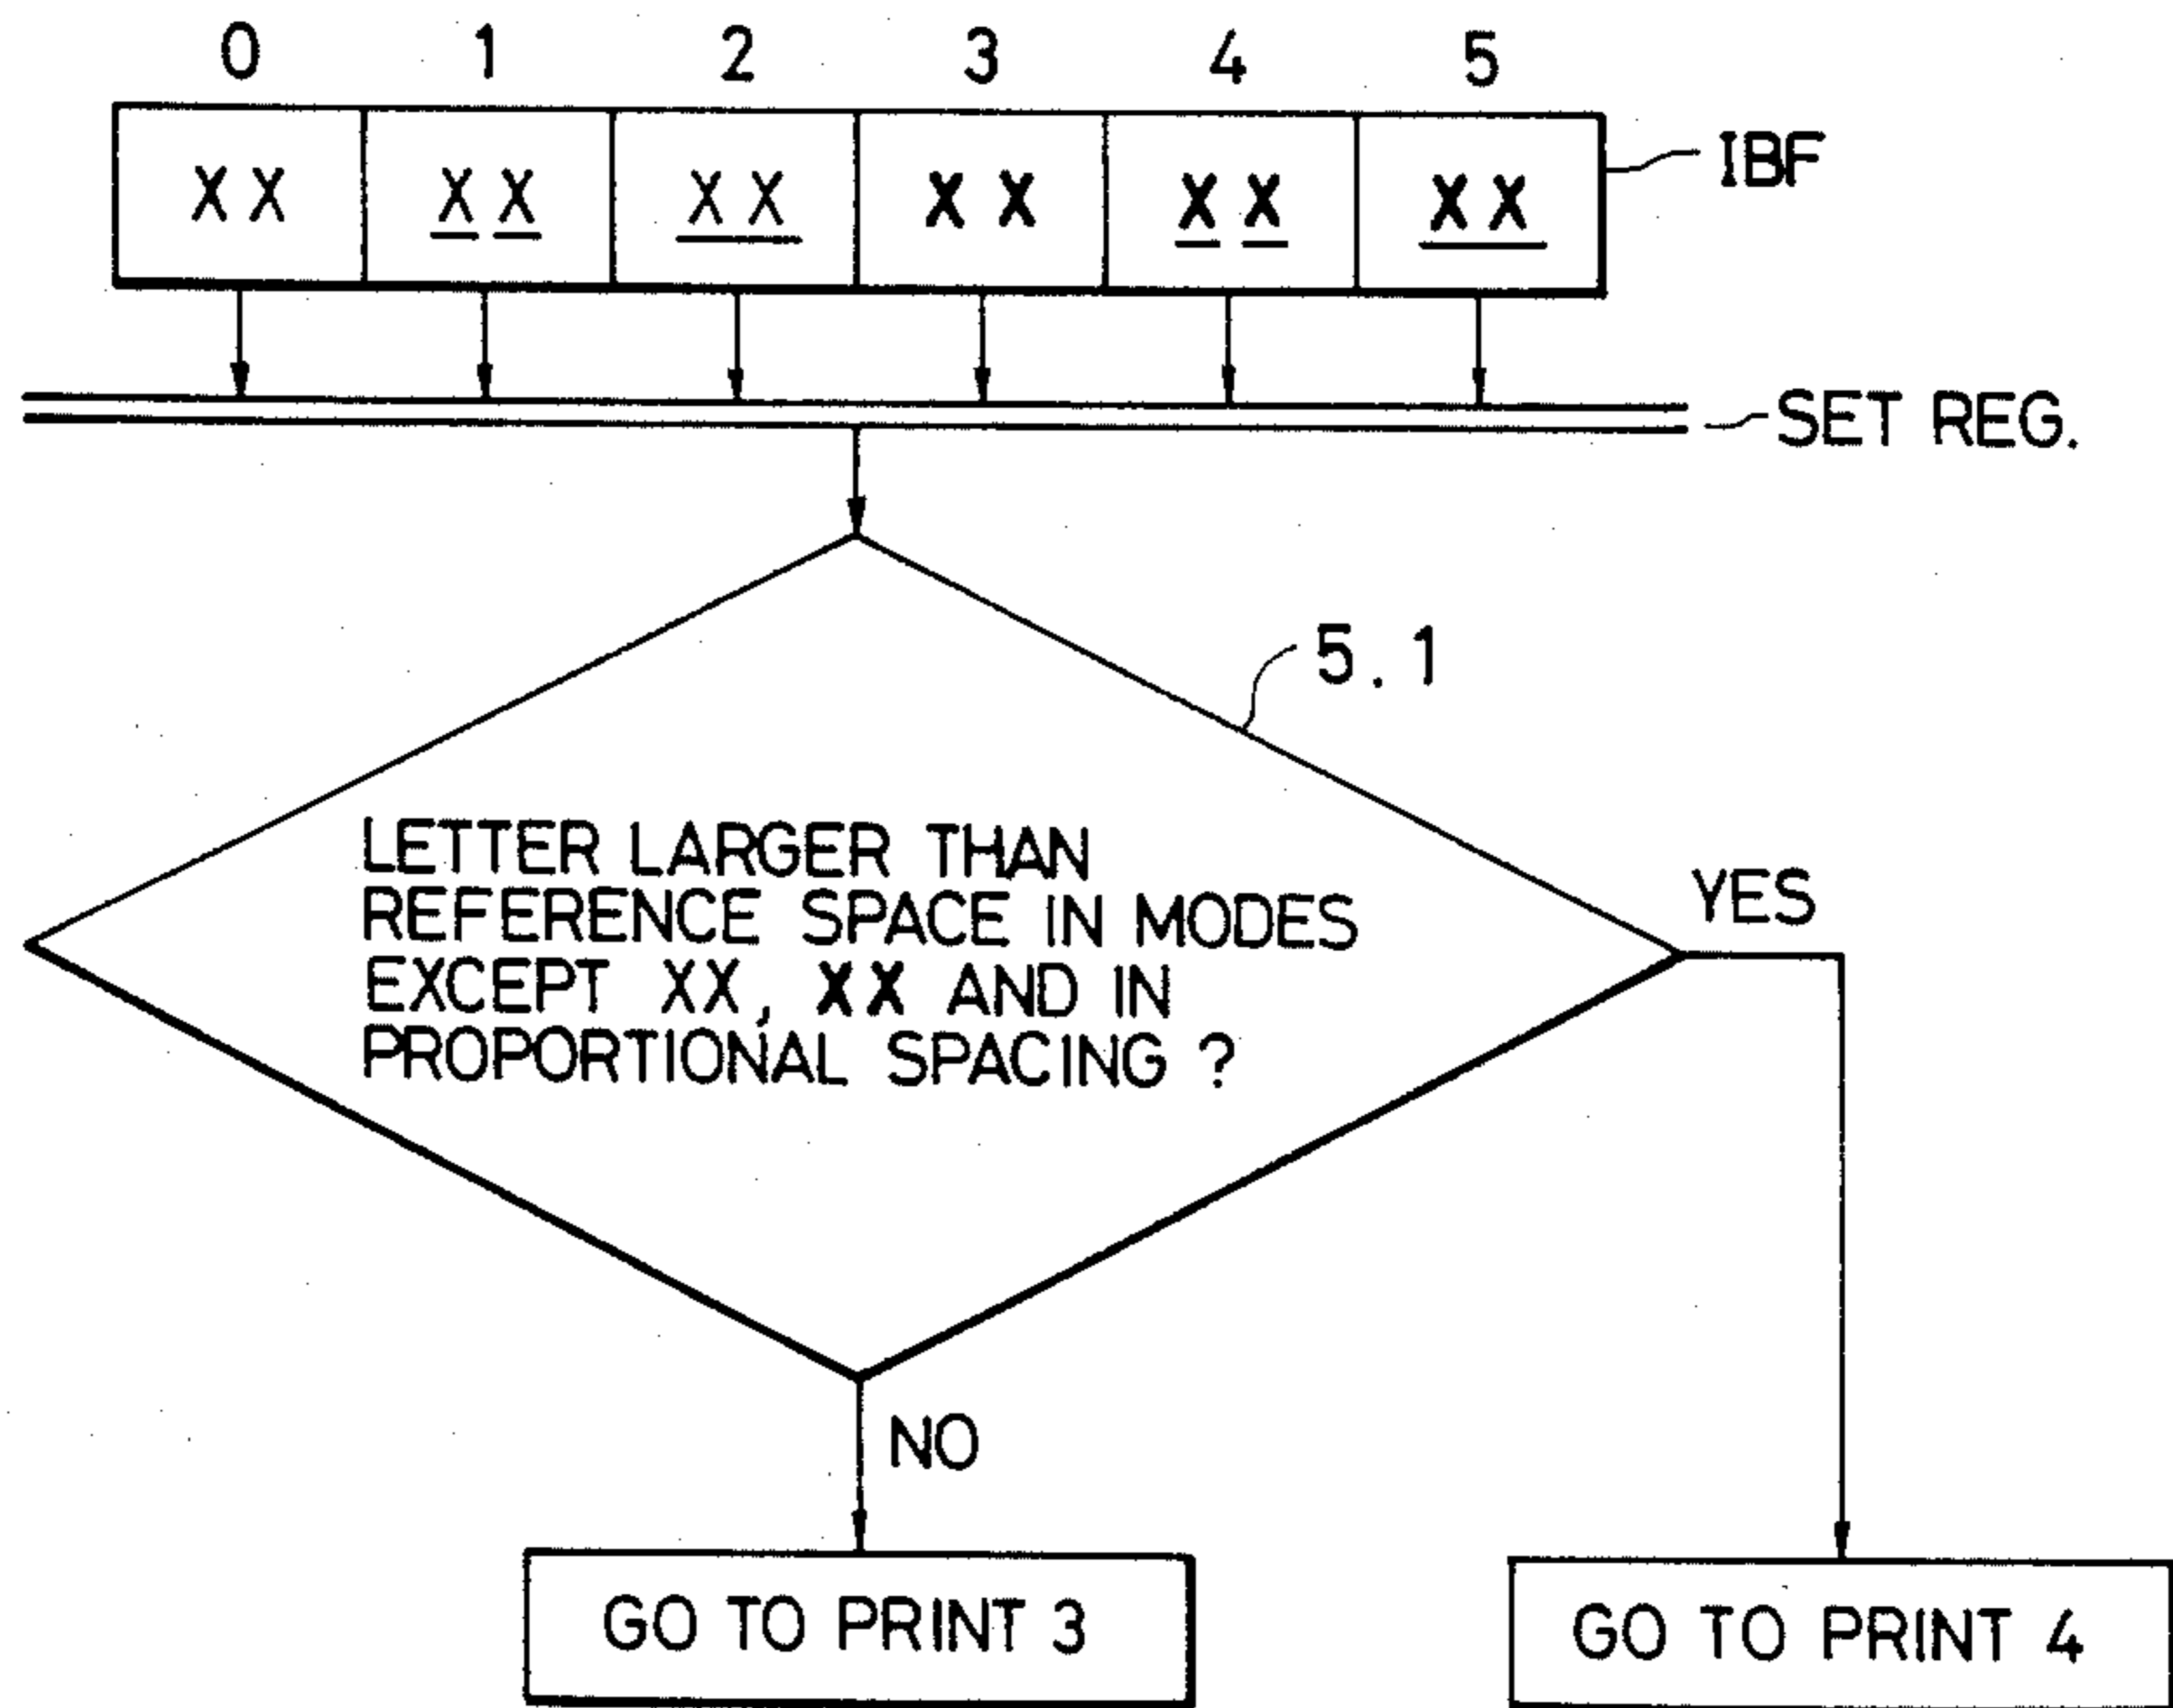 0 1 2 3 4 5
XX XX XX XX XX XX IBF
SET REG.
5.1
LETTER LARGER THAN
REFERENCE SPACE IN MODES
EXCEPT XX, XX AND IN
PROPORTIONAL SPACING ?
YES
NO
GO TO PRINT 3 GO TO PRINT 4